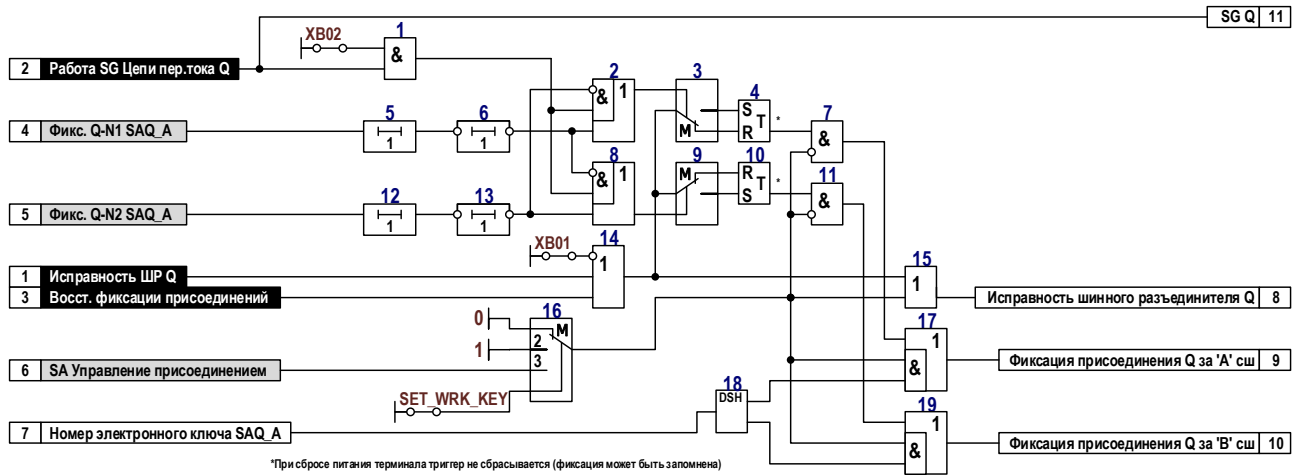 SG Q 11
XB02 1
&
2 Работа SG Цепи пер.тока Q
2 3 4
& 1 M S T R *
4 Фикс. Q-N1 SAQ_A
5 6 7
1 1 &
8 9 10 11
& 1 M R T S * &
5 Фикс. Q-N2 SAQ_A
12 13
1 1
XB01 14
1
1 Исправность ШР Q
3 Восст. фиксации присоединений
15
1
Исправность шинного разъединителя Q 8
16
0 M
1 2
3
6 SA Управление присоединением
17
1
&
Фиксация присоединения Q за 'А' сш 9
SET_WRK_KEY
18
DSH
7 Номер электронного ключа SAQ_A
19
1
&
Фиксация присоединения Q за 'В' сш 10
*При сбросе питания терминала триггер не сбрасывается (фиксация может быть запомнена)